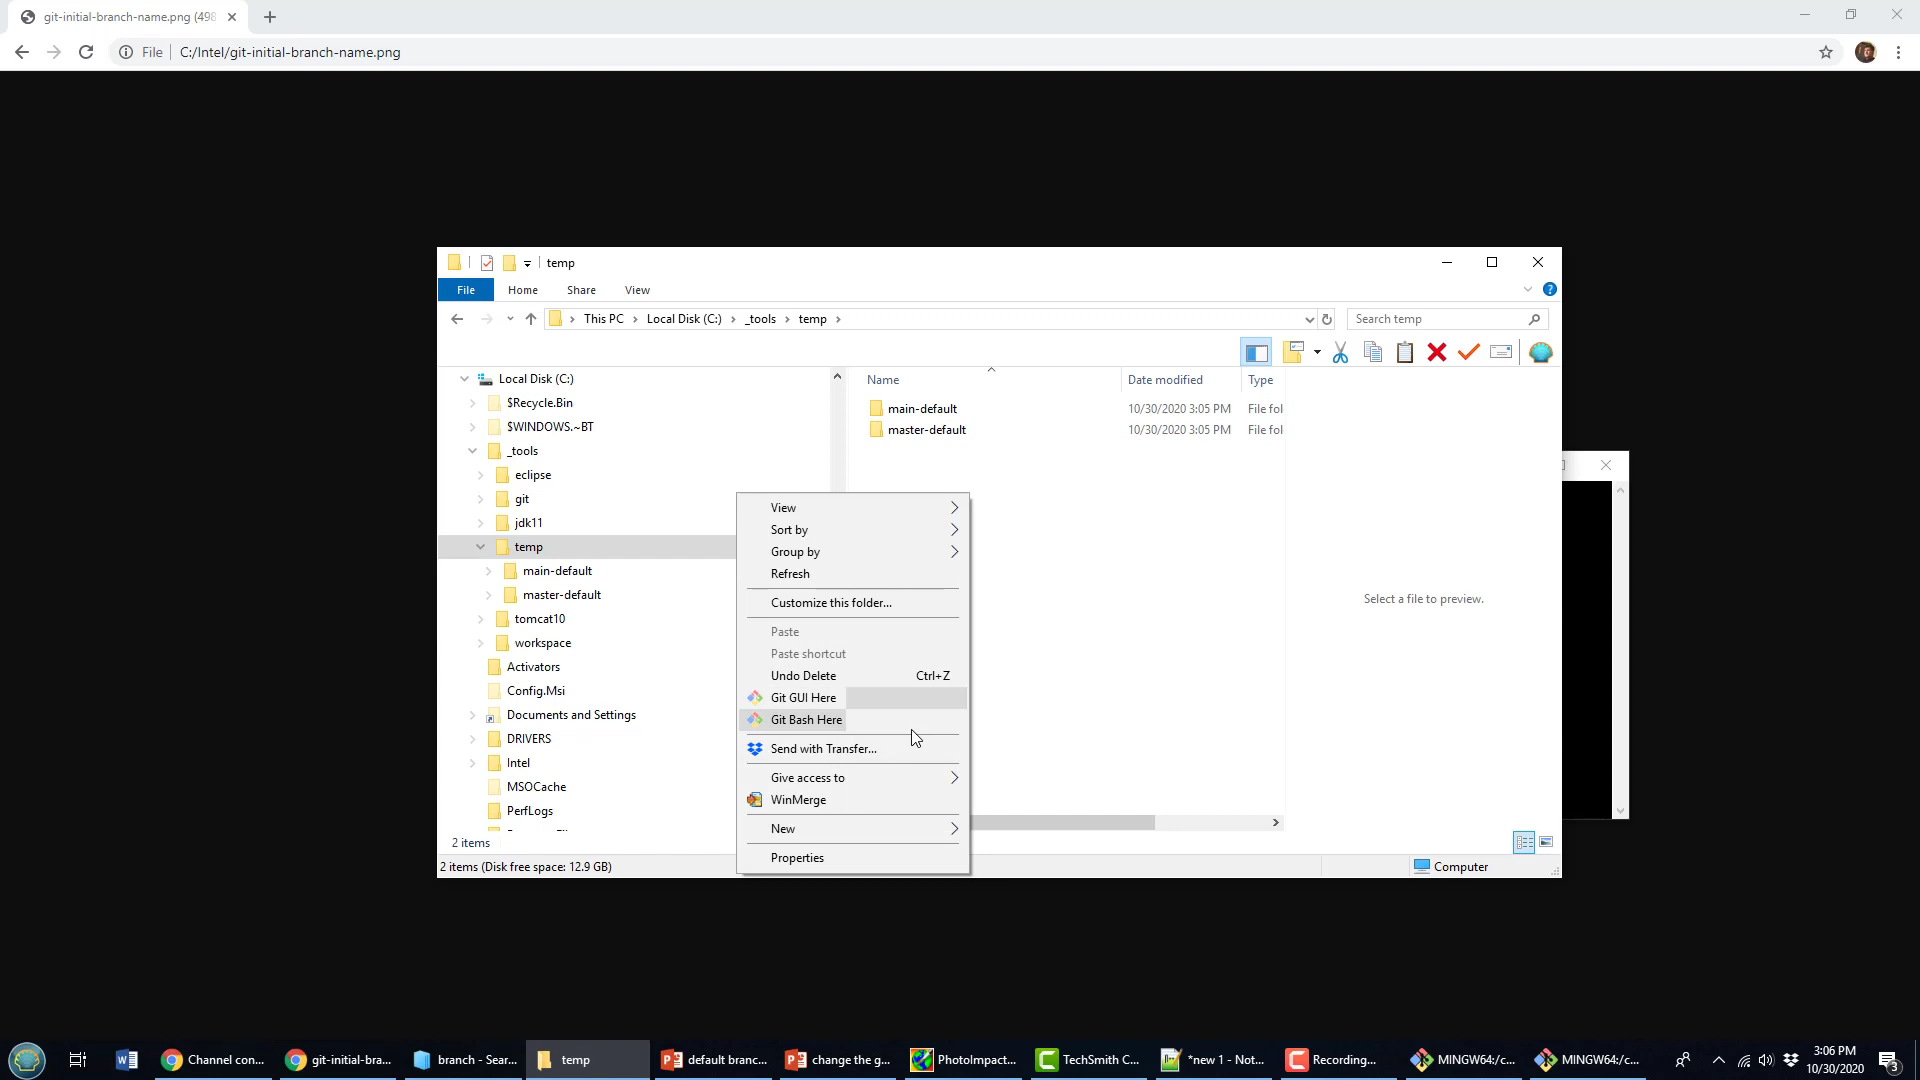 git-initial-branch-name.png (498
File
C:/Intel/git-initial-branch-name.png
temp
File
Home
Share
View
This PC
Local Disk (C:)
_tools
temp
Search temp
Local Disk (C:)
$Recycle.Bin
$WINDOWS.~BT
_tools
eclipse
git
jdk11
temp
main-default
master-default
tomcat10
workspace
Activators
Config.Msi
Documents and Settings
DRIVERS
Intel
MSOCache
PerfLogs
Name
Date modified
Type
main-default
10/30/2020 3:05 PM
File fol
master-default
10/30/2020 3:05 PM
File fol
Select a file to preview.
View
Sort by
Group by
Refresh
Customize this folder...
Paste
Paste shortcut
Undo Delete
Ctrl+Z
Git GUI Here
Git Bash Here
Send with Transfer...
Give access to
WinMerge
New
Properties
2 items
2 items (Disk free space: 12.9 GB)
Computer
Channel con...
git-initial-bra...
branch - Sear...
temp
default branc...
change the g...
PhotoImpact...
TechSmith C...
*new 1 - Not...
Recording...
MINGW64:/c...
MINGW64:/c...
3:06 PM
10/30/2020
3